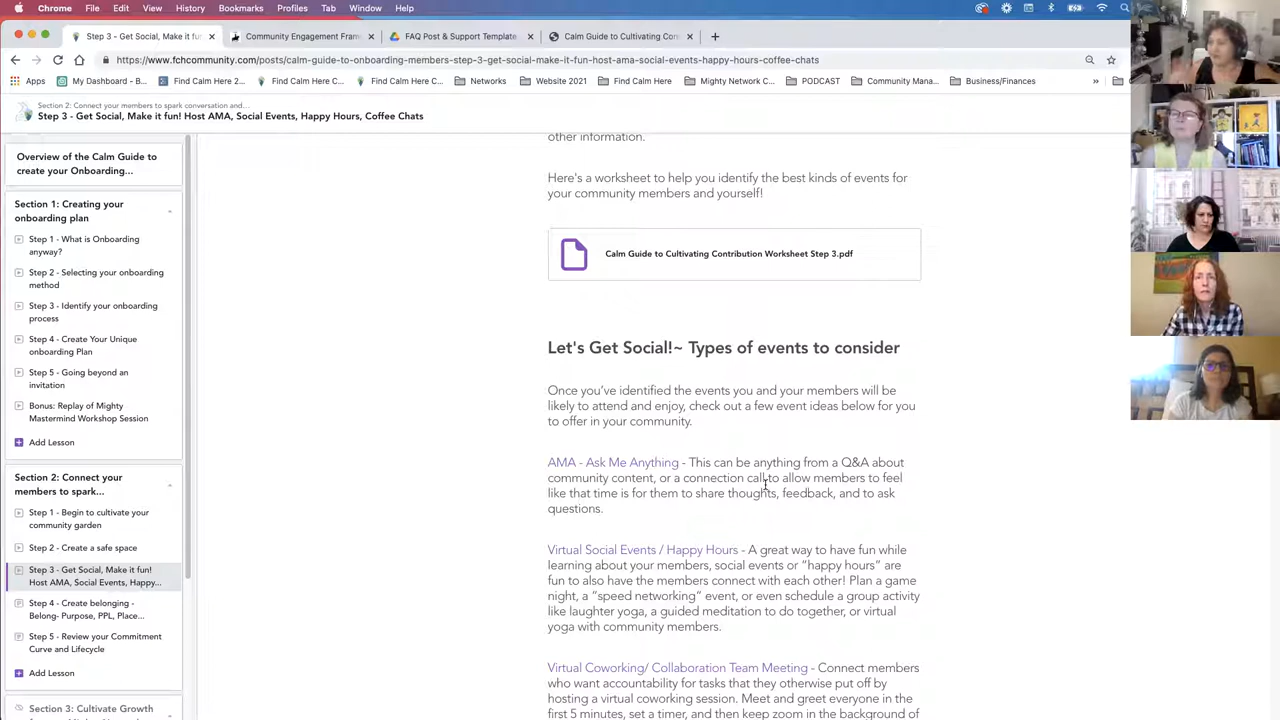 Chrome File Edit View History Bookmarks Profiles Tab Window Help
Step 3 - Get Social, Make it fun!
Community Engagement Fram
FAQ Post & Support Template
Calm Guide to Cultivating Con
https://www.fchcommunity.com/posts/calm-guide-to-onboarding-members-step-3-get-social-make-it-fun-host-ama-social-events-happy-hours-coffee-chats
Apps My Dashboard - B... Find Calm Here 2... Find Calm Here C... Find Calm Here C... Networks Website 2021 Find Calm Here Mighty Network C... PODCAST Community Mana... Business/Finances
Section 2: Connect your members to spark conversation and...
Step 3 - Get Social, Make it fun! Host AMA, Social Events, Happy Hours, Coffee Chats
Overview of the Calm Guide to
create your Onboarding...
Section 1: Creating your
onboarding plan
Step 1 - What is Onboarding
anyway?
Step 2 - Selecting your onboarding
method
Step 3 - Identify your onboarding
process
Step 4 - Create Your Unique
onboarding Plan
Step 5 - Going beyond an
invitation
Bonus: Replay of Mighty
Mastermind Workshop Session
Add Lesson
Section 2: Connect your
members to spark...
Step 1 - Begin to cultivate your
community garden
Step 2 - Create a safe space
Step 3 - Get Social, Make it fun!
Host AMA, Social Events, Happy...
Step 4 - Create belonging -
Belong- Purpose, PPL, Place...
Step 5 - Review your Commitment
Curve and Lifecycle
Add Lesson
Section 3: Cultivate Growth
other information.
Here's a worksheet to help you identify the best kinds of events for
your community members and yourself!
Calm Guide to Cultivating Contribution Worksheet Step 3.pdf
Let's Get Social!~ Types of events to consider
Once you've identified the events you and your members will be
likely to attend and enjoy, check out a few event ideas below for you
to offer in your community.
AMA - Ask Me Anything - This can be anything from a Q&A about
community content, or a connection call to allow members to feel
like that time is for them to share thoughts, feedback, and to ask
questions.
Virtual Social Events / Happy Hours - A great way to have fun while
learning about your members, social events or “happy hours” are
fun to also have the members connect with each other! Plan a game
night, a “speed networking” event, or even schedule a group activity
like laughter yoga, a guided meditation to do together, or virtual
yoga with community members.
Virtual Coworking/ Collaboration Team Meeting - Connect members
who want accountability for tasks that they otherwise put off by
hosting a virtual coworking session. Meet and greet everyone in the
first 5 minutes, set a timer, and then keep zoom in the background of